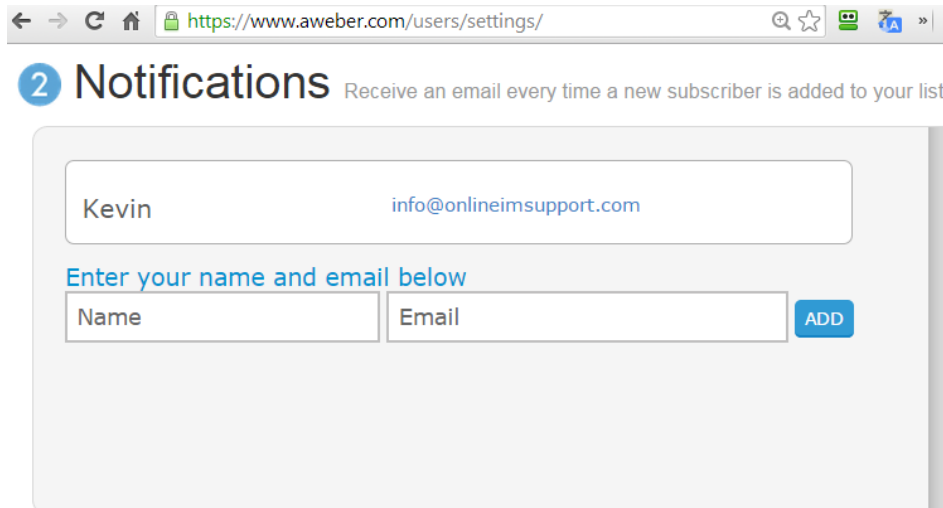 https://www.aweber.com/users/settings/
2 Notifications Receive an email every time a new subscriber is added to your list
Kevin info@onlineimsupport.com
Enter your name and email below
Name Email ADD